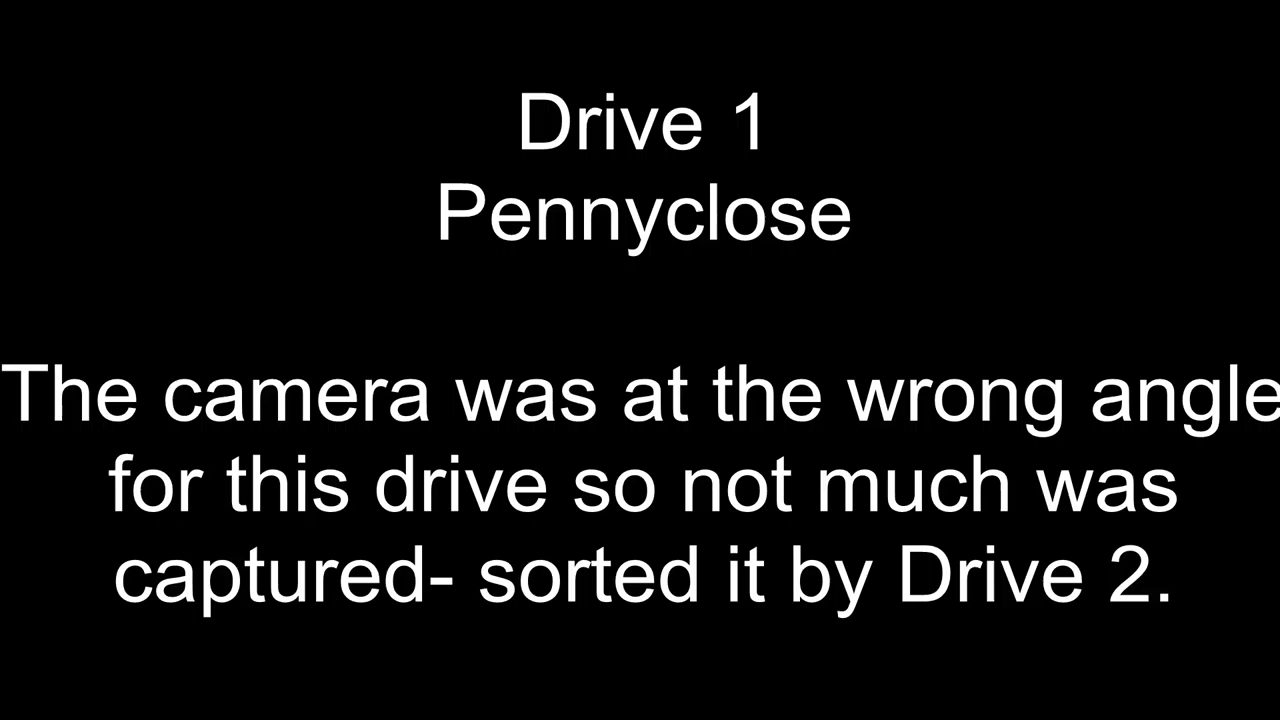 Drive 1
Pennyclose
The camera was at the wrong angle
for this drive so not much was
captured- sorted it by Drive 2.